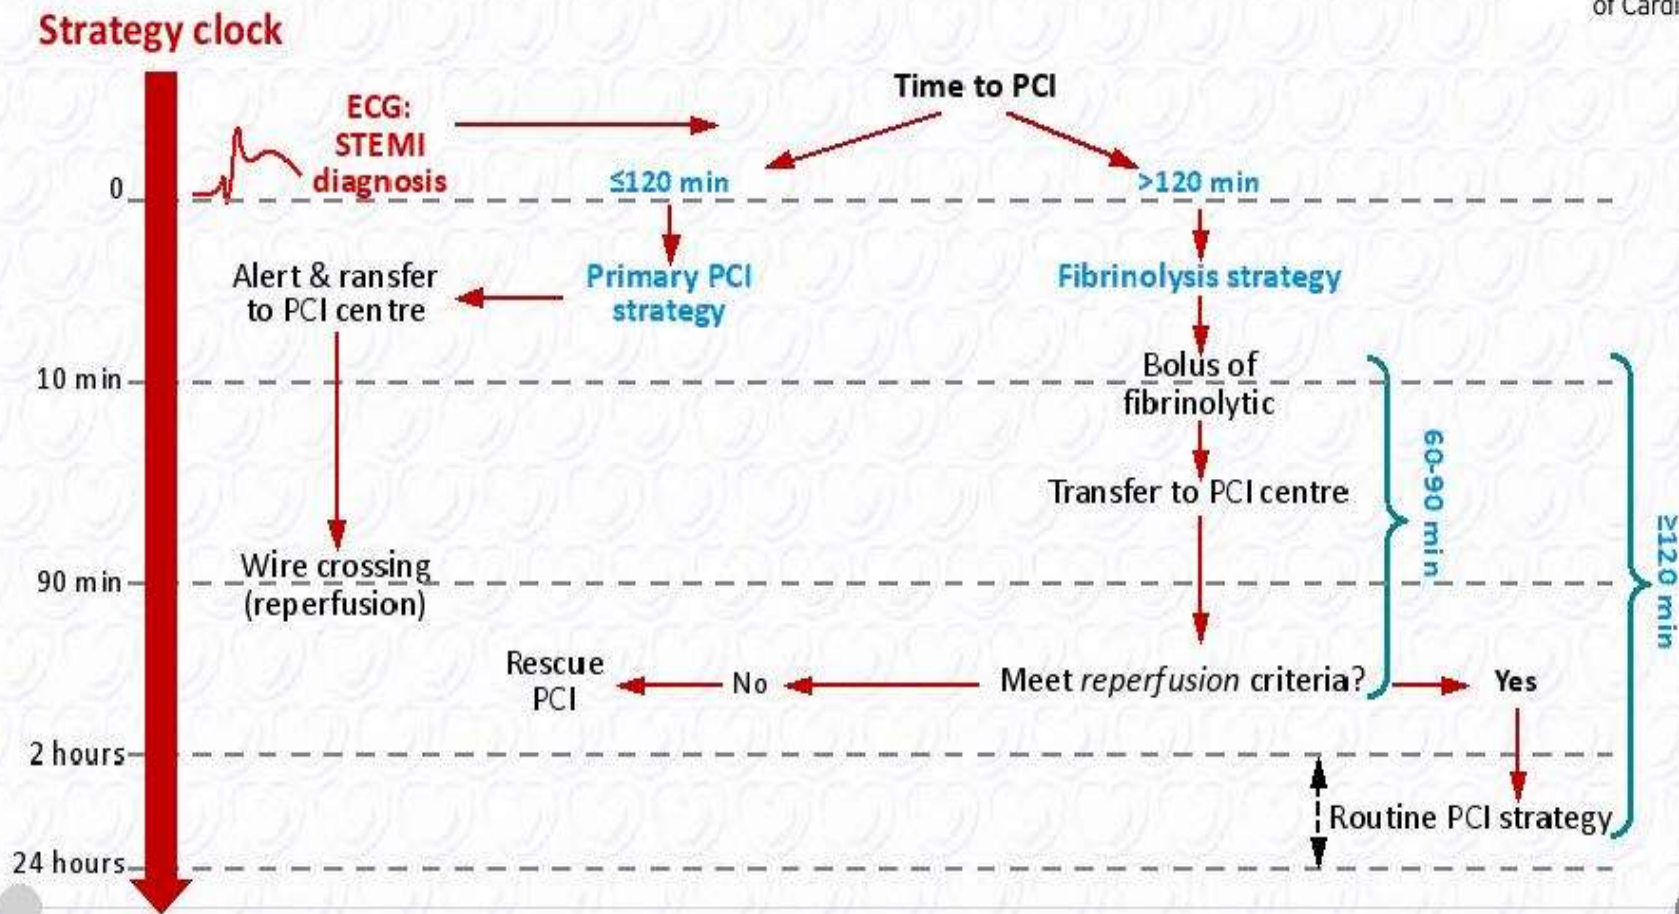 of Cardi
Strategy clock
Time to PCI
ECG:
STEMI
diagnosis
0
≤120 min
>120 min
Alert & ransfer
to PCI centre
Primary PCI
strategy
Fibrinolysis strategy
10 min
Bolus of
fibrinolytic
60-90 min
Transfer to PCI centre
≥120 min
90 min
Wire crossing
(reperfusion)
Rescue
PCI
No
Meet reperfusion criteria?
Yes
2 hours
Routine PCI strategy
24 hours